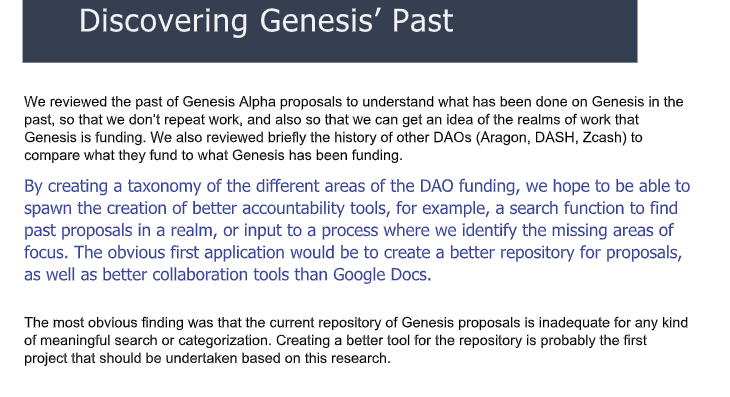 Discovering Genesis’ Past
We reviewed the past of Genesis Alpha proposals to understand what has been done on Genesis in the
past, so that we don’t repeat work, and also so that we can get an idea of the realms of work that
Genesis is funding. We also reviewed briefly the history of other DAOs (Aragon, DASH, Zcash) to
compare what they fund to what Genesis has been funding.
By creating a taxonomy of the different areas of the DAO funding, we hope to be able to
spawn the creation of better accountability tools, for example, a search function to find
past proposals in a realm, or input to a process where we identify the missing areas of
focus. The obvious first application would be to create a better repository for proposals,
as well as better collaboration tools than Google Docs.
The most obvious finding was that the current repository of Genesis proposals is inadequate for any kind
of meaningful search or categorization. Creating a better tool for the repository is probably the first
project that should be undertaken based on this research.